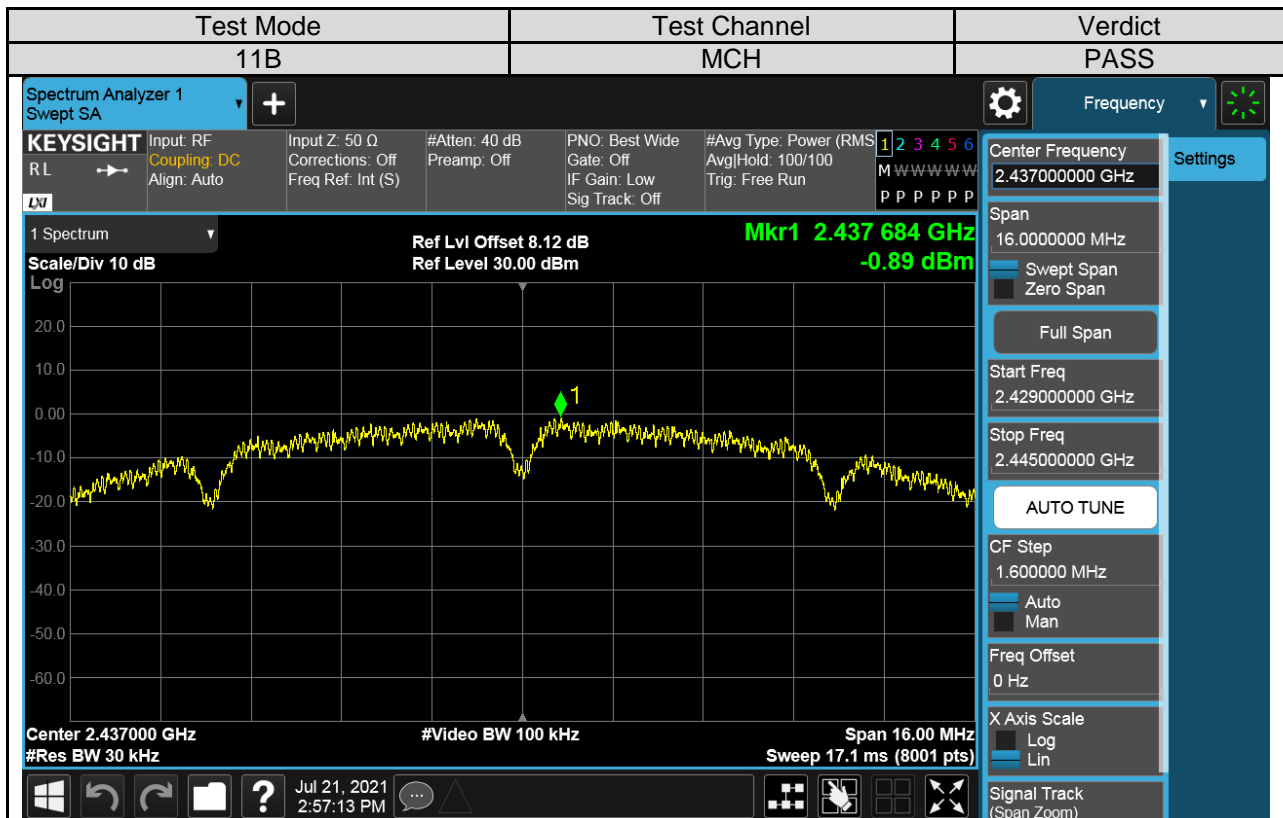 Test Mode Test Channel Verdict
11B MCH PASS
Spectrum Analyzer 1
Swept SA
+
Frequency
KEYSIGHT
RL
LXI
Input: RF
Coupling: DC
Align: Auto
Input Z: 50 Ω
Corrections: Off
Freq Ref: Int (S)
#Atten: 40 dB
Preamp: Off
PNO: Best Wide
Gate: Off
IF Gain: Low
Sig Track: Off
#Avg Type: Power (RMS
Avg|Hold: 100/100
Trig: Free Run
1 2 3 4 5 6
M W W W W W
P P P P P P
1 Spectrum
Scale/Div 10 dB
Ref Lvl Offset 8.12 dB
Ref Level 30.00 dBm
Mkr1 2.437 684 GHz
-0.89 dBm
Log
20.0
10.0
0.00
-10.0
-20.0
-30.0
-40.0
-50.0
-60.0
1
Center 2.437000 GHz
#Res BW 30 kHz
#Video BW 100 kHz
Span 16.00 MHz
Sweep 17.1 ms (8001 pts)
Center Frequency
2.437000000 GHz
Settings
Span
16.0000000 MHz
Swept Span
Zero Span
Full Span
Start Freq
2.429000000 GHz
Stop Freq
2.445000000 GHz
AUTO TUNE
CF Step
1.600000 MHz
Auto
Man
Freq Offset
0 Hz
X Axis Scale
Log
Lin
Signal Track
(Span Zoom)
?
Jul 21, 2021
2:57:13 PM